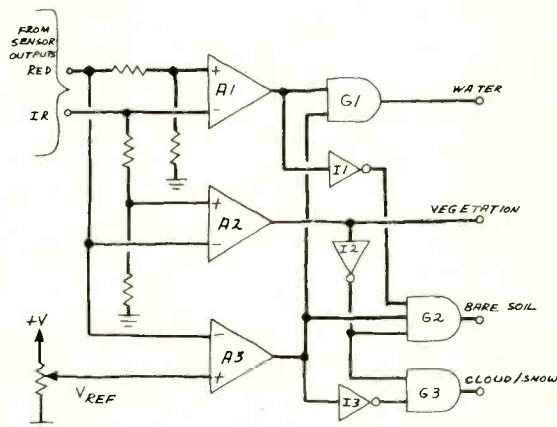 FROM
SENSOR
OUTPUTS
RED
IR
+
-
A1
G1
WATER
I1
+
-
A2
VEGETATION
I2
G2
BARE SOIL
-
+
A3
I3
G3
CLOUD/SNOW
+V
VREF